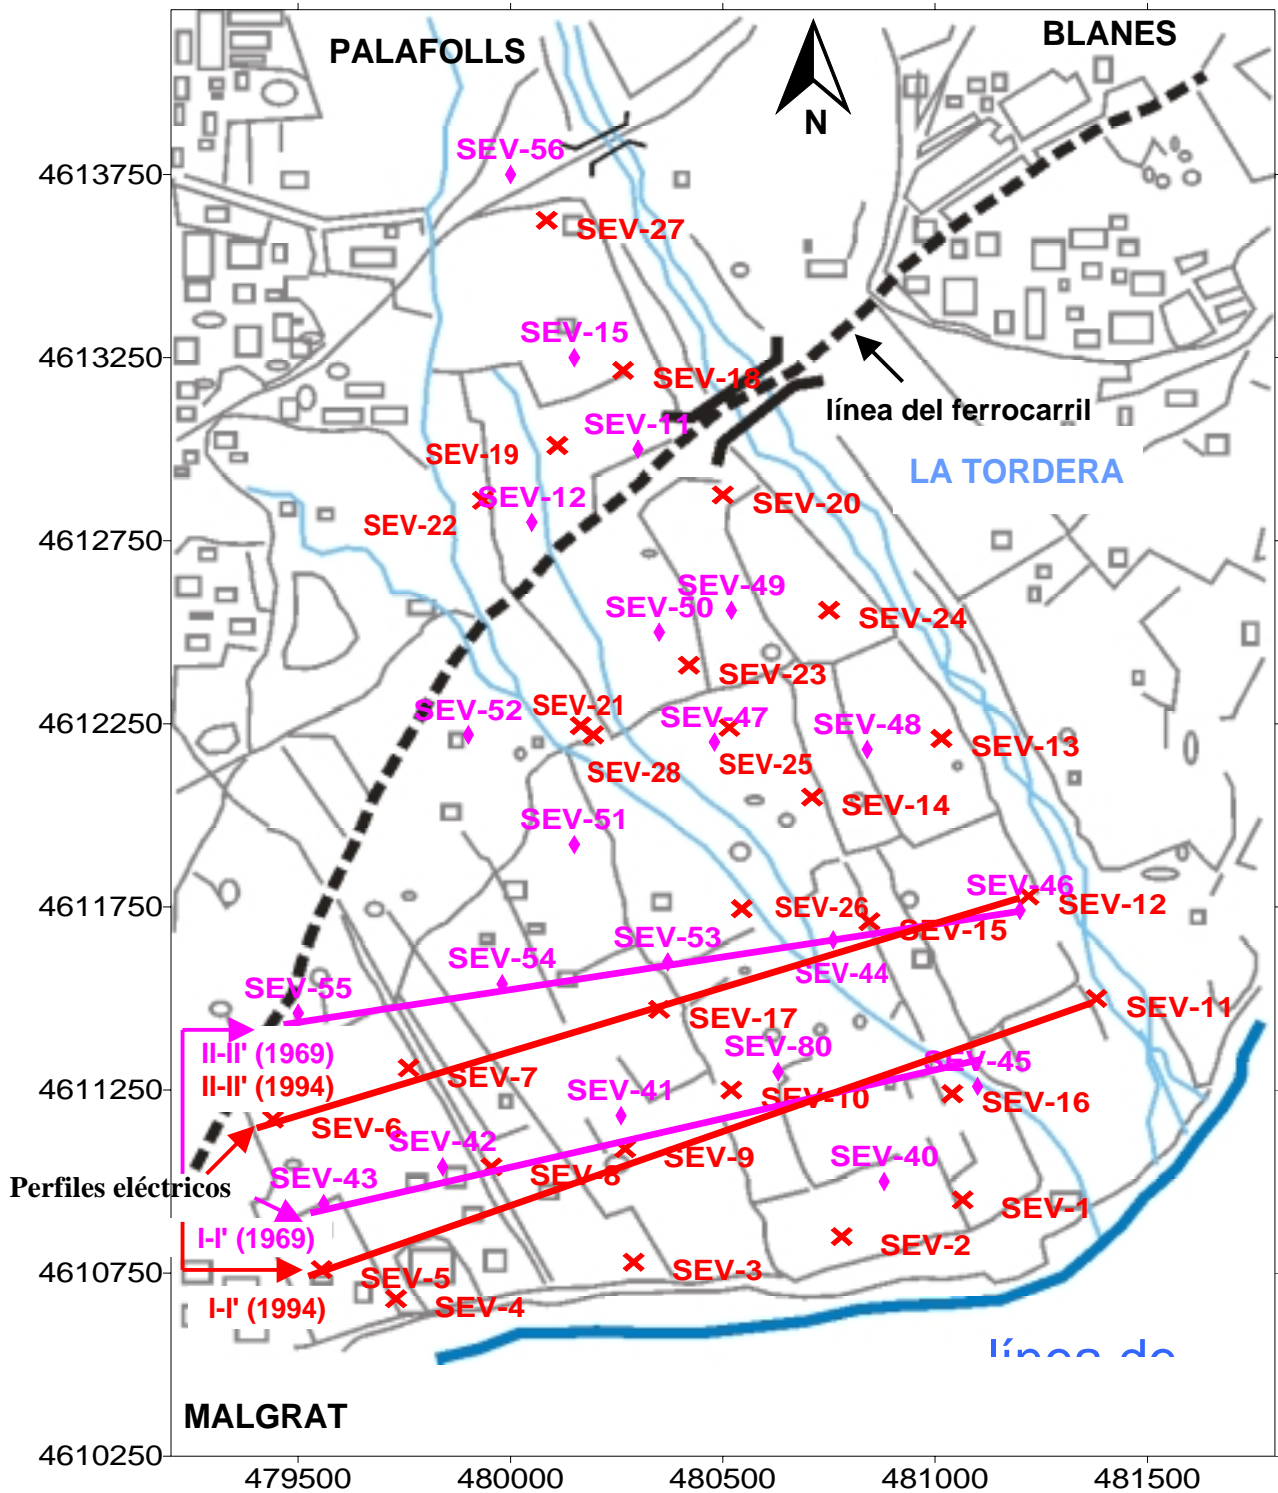 PALAFOLLS
BLANES
N
SEV-56
4613750
SEV-27
SEV-15
4613250
SEV-18
línea del ferrocarril
SEV-11
SEV-19
LA TORDERA
SEV-12
SEV-20
SEV-22
4612750
SEV-49
SEV-50
SEV-24
SEV-23
SEV-21
SEV-52
SEV-47
SEV-48
4612250
SEV-13
SEV-28
SEV-25
SEV-14
SEV-51
SEV-46
4611750
SEV-26
SEV-12
SEV-15
SEV-53
SEV-54
SEV-44
SEV-55
SEV-11
SEV-17
II-II' (1969)
SEV-80
SEV-45
SEV-7
II-II' (1994)
4611250
SEV-41
SEV-10
SEV-16
SEV-6
SEV-42
SEV-9
SEV-40
SEV-8
SEV-43
Perfiles eléctricos
SEV-1
I-I' (1969)
SEV-2
4610750
SEV-3
SEV-5
I-I' (1994)
SEV-4
línea de
MALGRAT
4610250
479500 480000 480500 481000 481500